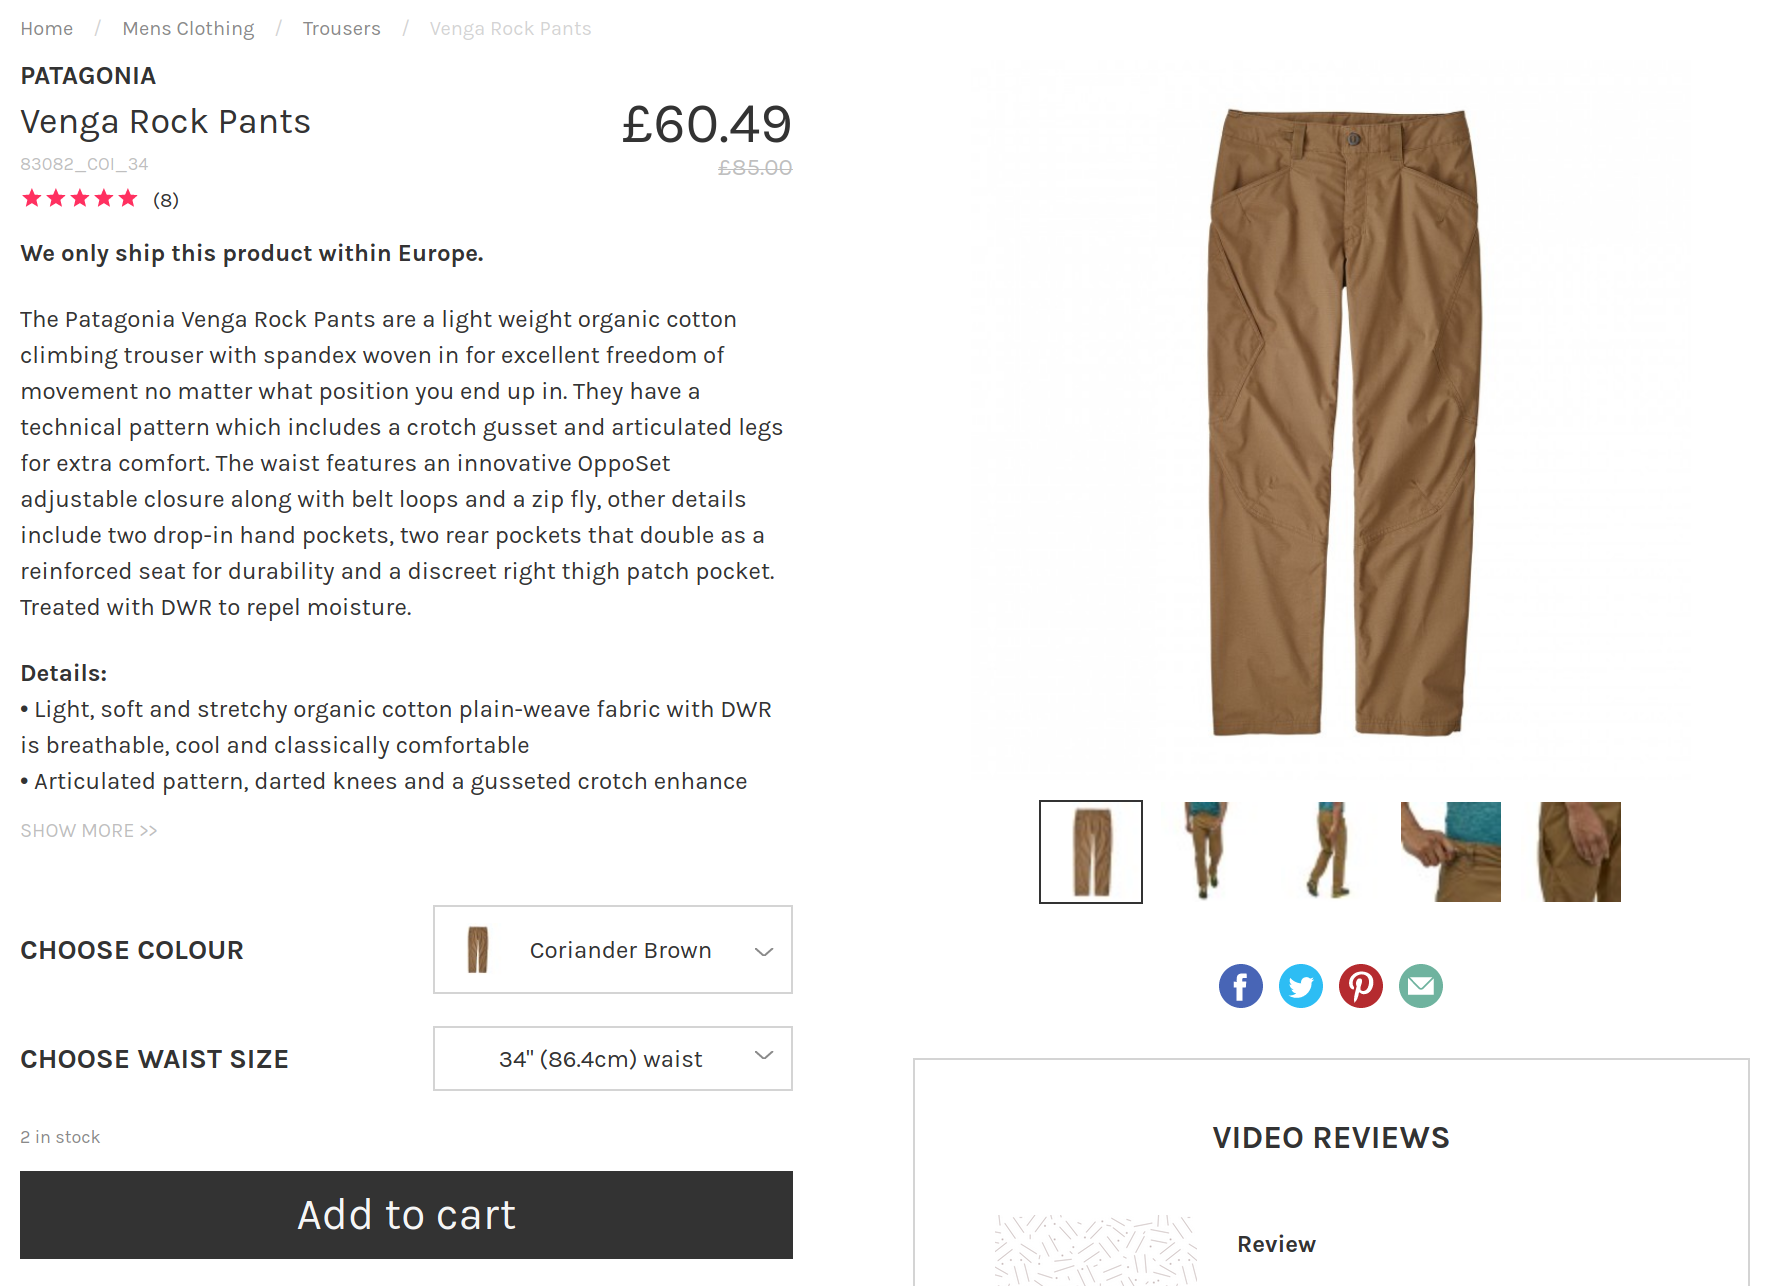 Home / Mens Clothing / Trousers / Venga Rock Pants
PATAGONIA
Venga Rock Pants
£60.49
83082_COI_34
£85.00
(8)
We only ship this product within Europe.
The Patagonia Venga Rock Pants are a light weight organic cotton
climbing trouser with spandex woven in for excellent freedom of
movement no matter what position you end up in. They have a
technical pattern which includes a crotch gusset and articulated legs
for extra comfort. The waist features an innovative OppoSet
adjustable closure along with belt loops and a zip fly, other details
include two drop-in hand pockets, two rear pockets that double as a
reinforced seat for durability and a discreet right thigh patch pocket.
Treated with DWR to repel moisture.
Details:
• Light, soft and stretchy organic cotton plain-weave fabric with DWR
is breathable, cool and classically comfortable
• Articulated pattern, darted knees and a gusseted crotch enhance
SHOW MORE >>
CHOOSE COLOUR
Coriander Brown
CHOOSE WAIST SIZE
34" (86.4cm) waist
2 in stock
Add to cart
VIDEO REVIEWS
Review